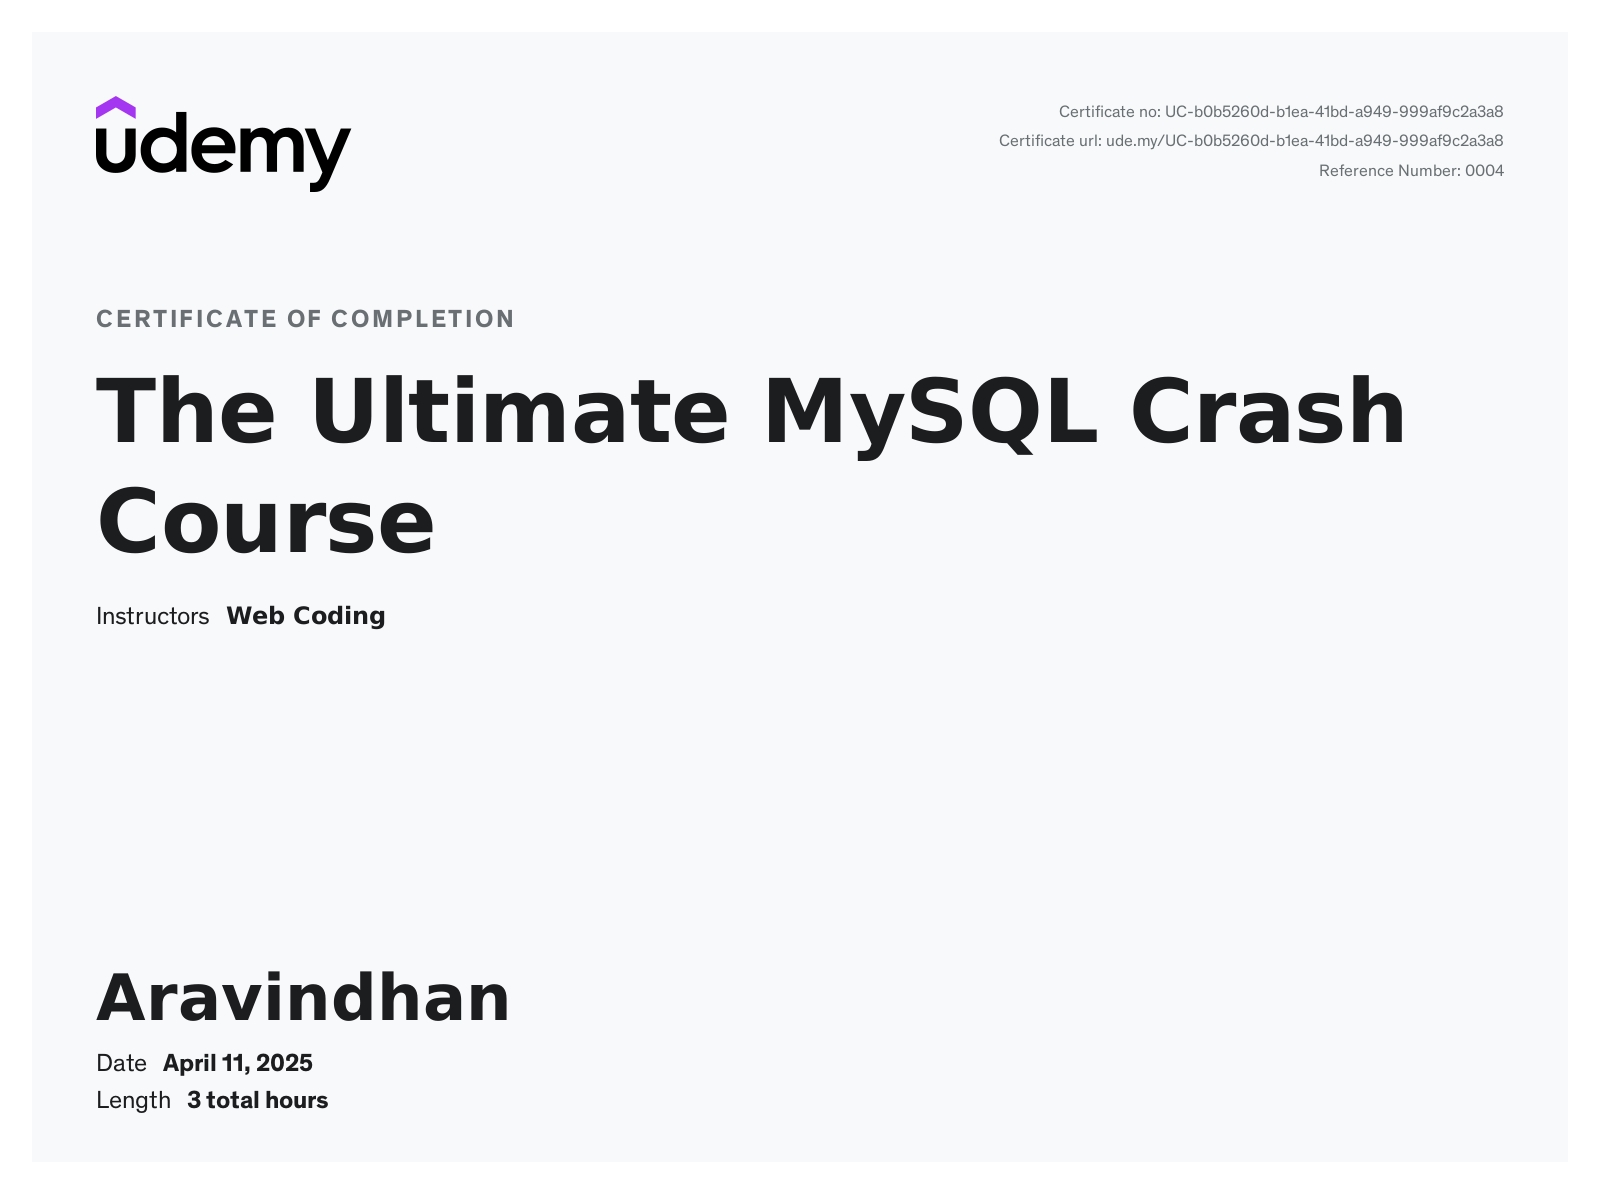 udemy
Certificate no: UC-b0b5260d-b1ea-41bd-a949-999af9c2a3a8
Certificate url: ude.my/UC-b0b5260d-b1ea-41bd-a949-999af9c2a3a8
Reference Number: 0004
CERTIFICATE OF COMPLETION
The Ultimate MySQL Crash
Course
Instructors Web Coding
Aravindhan
Date April 11, 2025
Length 3 total hours